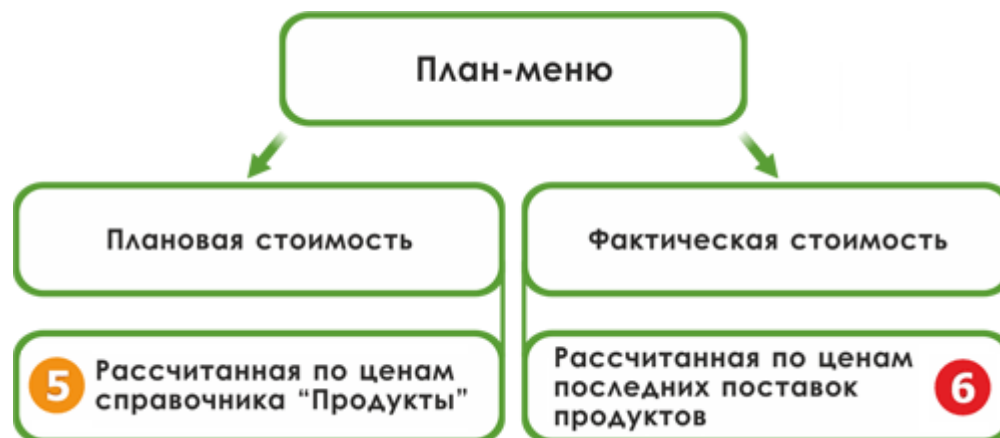 План-меню
Плановая стоимость
Фактическая стоимость
5
Рассчитанная по ценам
справочника “Продукты”
Рассчитанная по ценам
последних поставок
продуктов
6